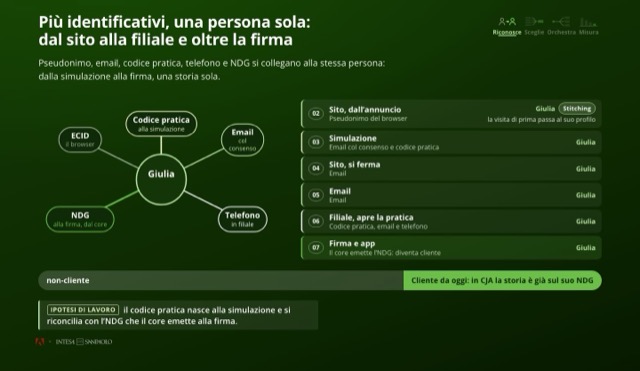 Più identificativi, una persona sola:
dal sito alla filiale e oltre la firma
Riconosce Sceglie Orchestra Misura
Pseudonimo, email, codice pratica, telefono e NDG si collegano alla stessa persona:
dalla simulazione alla firma, una storia sola.
Codice pratica
alla simulazione
ECID
il browser
Email
col
consenso
Giulia
NDG
alla firma, dal core
Telefono
in filiale
02 Sito, dall'annuncio Giulia Stitching
Pseudonimo del browser la visita di prima passa al suo profilo
03 Simulazione Giulia
Email col consenso e codice pratica
04 Sito, si ferma Giulia
Email
05 Email Giulia
Email
06 Filiale, apre la pratica Giulia
Codice pratica, email e telefono
07 Firma e app Giulia
Il core emette l'NDG: diventa cliente
non-cliente Cliente da oggi: in CJA la storia è già sul suo NDG
IPOTESI DI LAVORO il codice pratica nasce alla simulazione e si
riconcilia con l'NDG che il core emette alla firma.
INTESA SANPAOLO